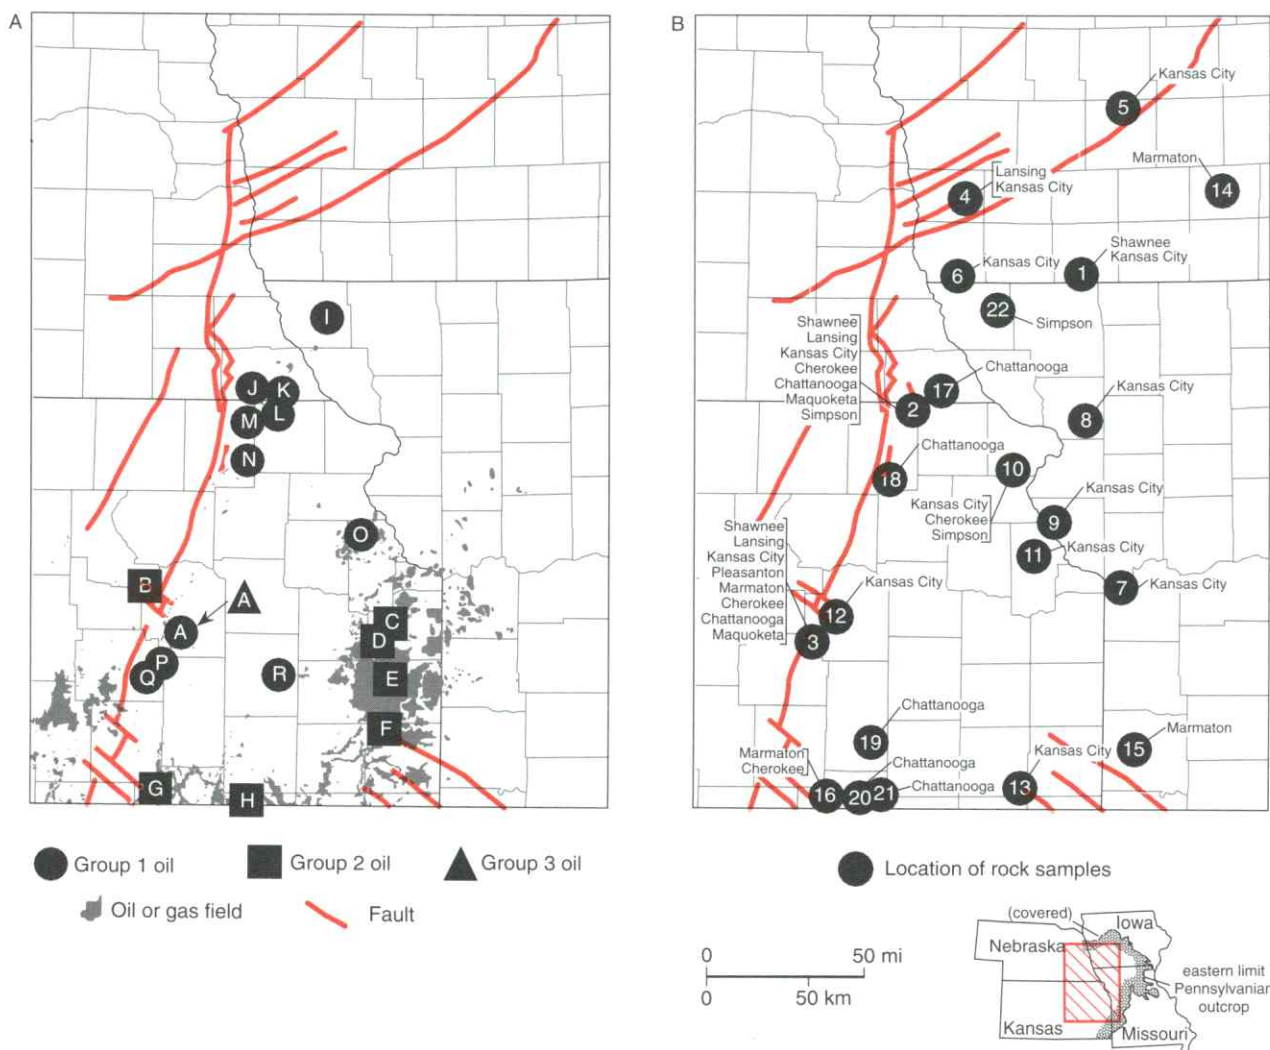 A
I
J
K
M
L
N
O
B
A
A
C
D
P
Q
R
E
F
G
H
Group 1 oil
Group 2 oil
Group 3 oil
Oil or gas field
Fault
B
Kansas City
5
Marmaton
14
Lansing
Kansas City
4
Shawnee
Kansas City
6
Kansas City
1
22
Simpson
Shawnee
Lansing
Kansas City
Cherokee
Chattanooga
Maquoketa
Simpson
Chattanooga
17
2
Kansas City
8
Chattanooga
18
10
Kansas City
Cherokee
Simpson
Kansas City
9
11
Kansas City
7
Kansas City
Shawnee
Lansing
Kansas City
Pleasanton
Marmaton
Cherokee
Chattanooga
Maquoketa
Kansas City
12
3
Chattanooga
19
Marmaton
Cherokee
Chattanooga
16
20
21
Chattanooga
Kansas City
13
Marmaton
15
Location of rock samples
0
50 mi
0
50 km
(covered)
Iowa
Nebraska
eastern limit
Pennsylvanian
outcrop
Kansas
Missouri